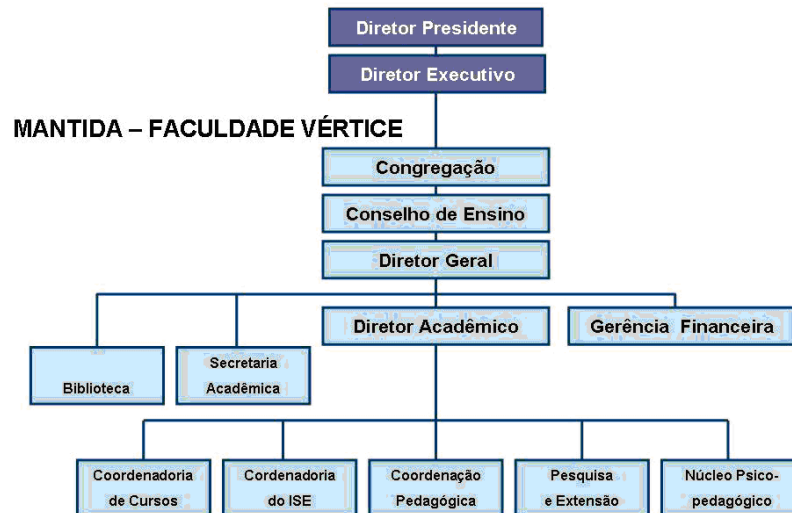 Diretor Presidente
Diretor Executivo
MANTIDA – FACULDADE VÉRTICE
Congregação
Conselho de Ensino
Diretor Geral
Diretor Acadêmico
Gerência Financeira
Biblioteca
Secretaria
Acadêmica
Coordenadoria
de Cursos
Cordenadoria
do ISE
Coordenação
Pedagógica
Pesquisa
e Extensão
Núcleo Psico-
pedagógico